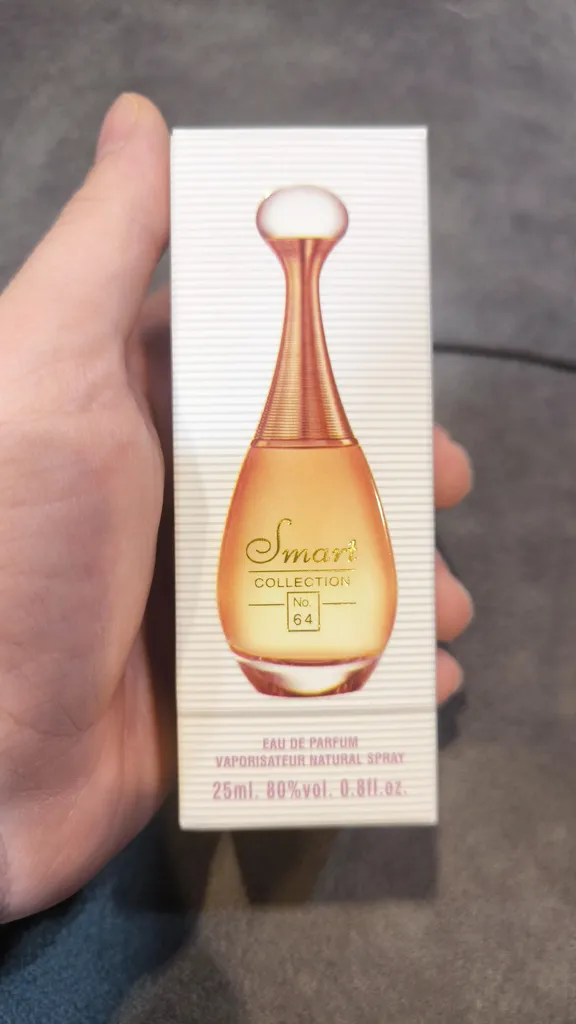 Smart
COLLECTION
No.
64
EAU DE PARFUM
VAPORISATEUR NATURAL SPRAY
25ml. 80%vol. 0.8fl.oz.